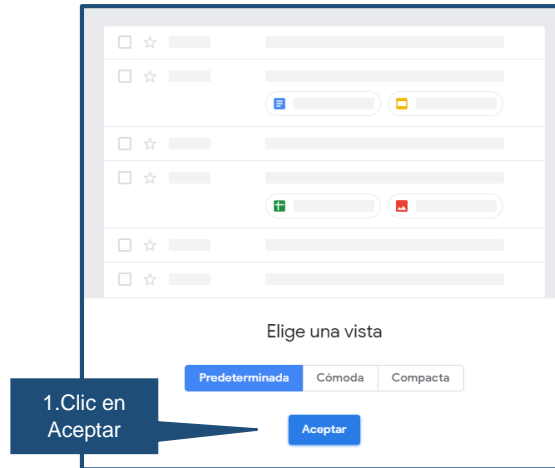 Elige una vista
Predeterminada Cómoda Compacta
1.Clic en
Aceptar
Aceptar